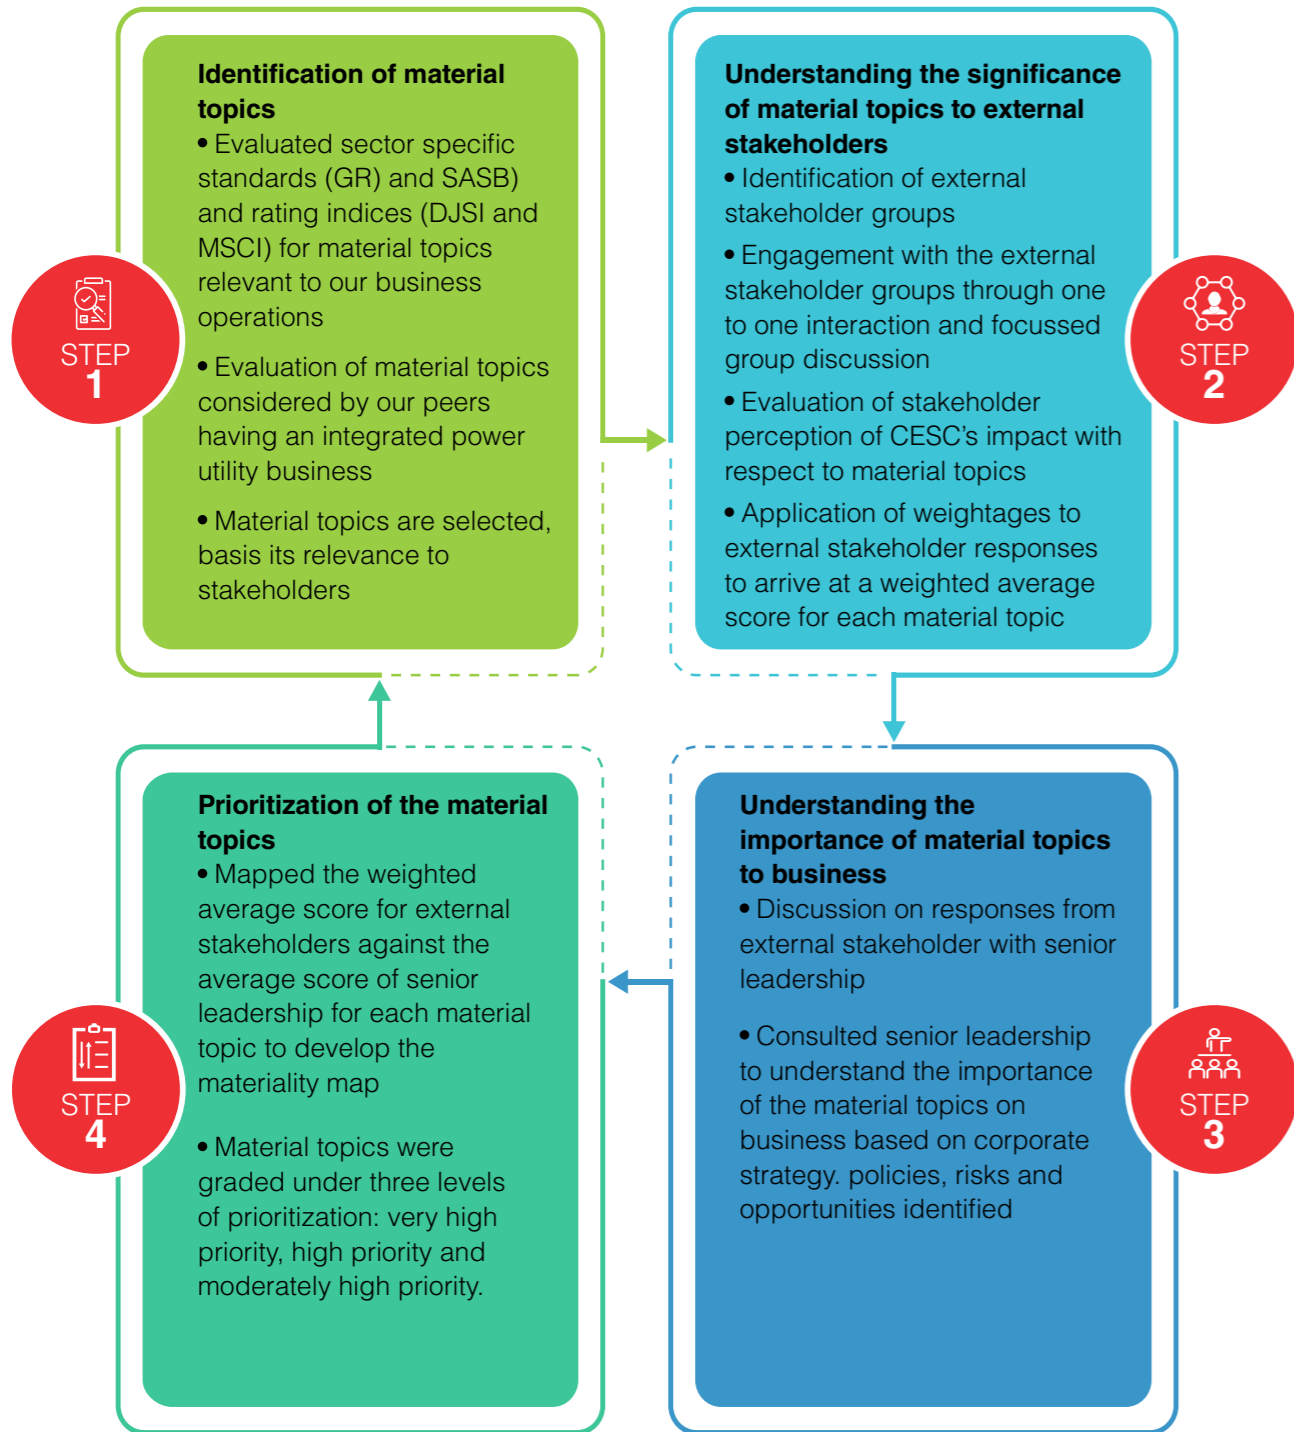 Identification of material
topics
• Evaluated sector specific
standards (GR) and SASB)
and rating indices (DJSI and
MSCI) for material topics
relevant to our business
operations
• Evaluation of material topics
considered by our peers
having an integrated power
utility business
• Material topics are selected,
basis its relevance to
stakeholders
STEP
1
Understanding the significance
of material topics to external
stakeholders
• Identification of external
stakeholder groups
• Engagement with the external
stakeholder groups through one
to one interaction and focussed
group discussion
• Evaluation of stakeholder
perception of CESC's impact with
respect to material topics
• Application of weightages to
external stakeholder responses
to arrive at a weighted average
score for each material topic
STEP
2
Understanding the
importance of material topics
to business
• Discussion on responses from
external stakeholder with senior
leadership
• Consulted senior leadership
to understand the importance
of the material topics on
business based on corporate
strategy. policies, risks and
opportunities identified
STEP
3
Prioritization of the material
topics
• Mapped the weighted
average score for external
stakeholders against the
average score of senior
leadership for each material
topic to develop the
materiality map
• Material topics were
graded under three levels
of prioritization: very high
priority, high priority and
moderately high priority.
STEP
4